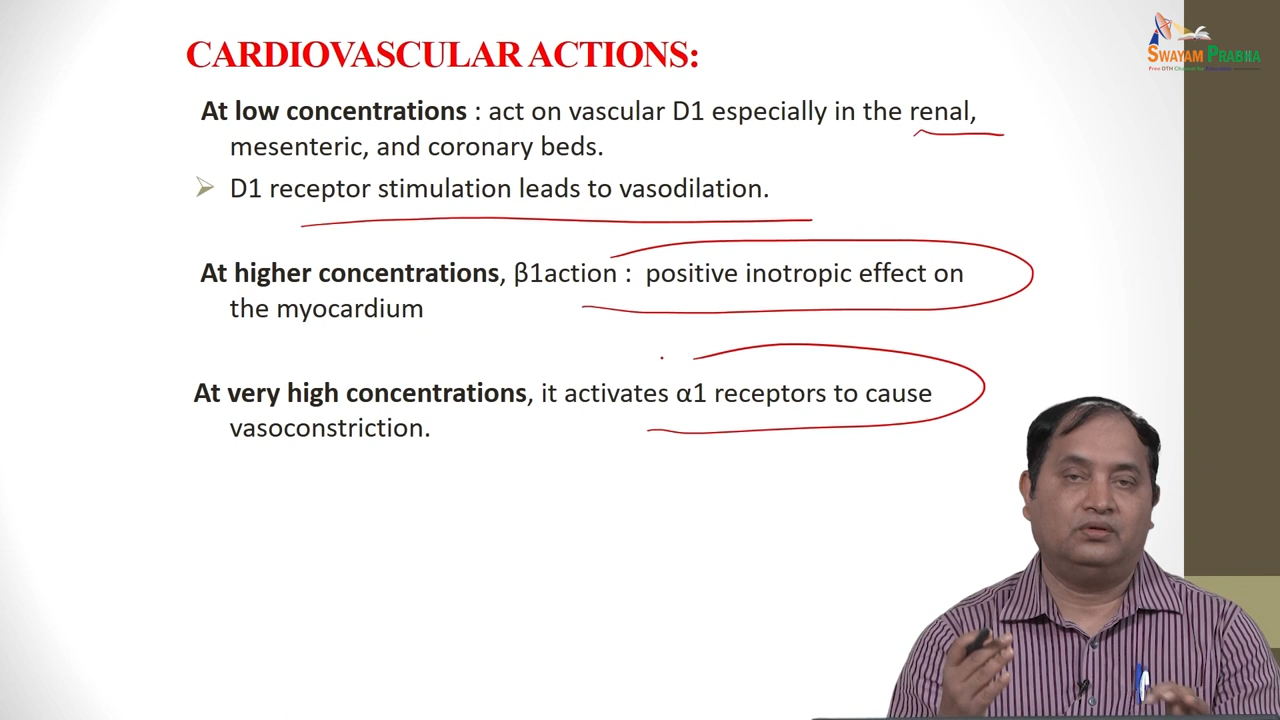 SWAYAM PRABHA
CARDIOVASCULAR ACTIONS:
At low concentrations : act on vascular D1 especially in the renal,
mesenteric, and coronary beds.
D1 receptor stimulation leads to vasodilation.
At higher concentrations, β1action : positive inotropic effect on
the myocardium
At very high concentrations, it activates α1 receptors to cause
vasoconstriction.